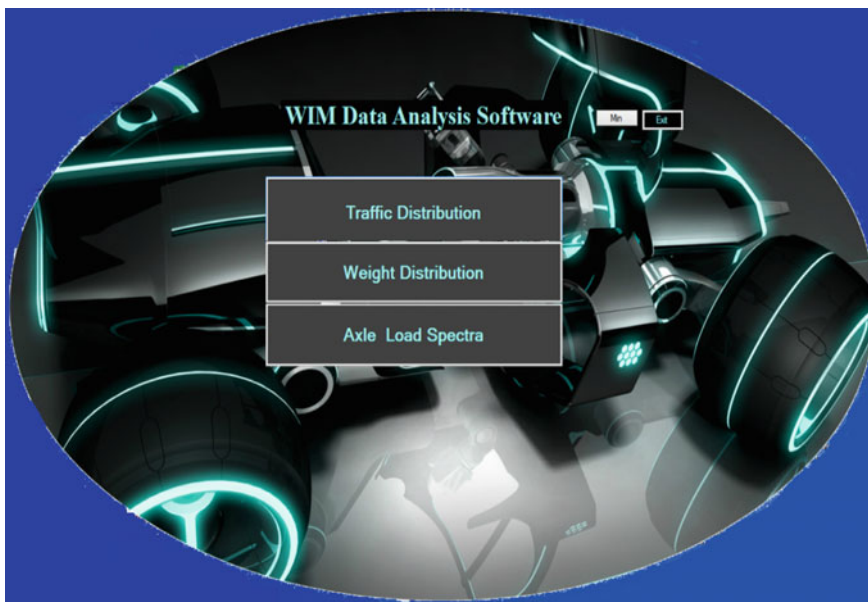 WIM Data Analysis Software
Min
Exit
Traffic Distribution
Weight Distribution
Axle Load Spectra